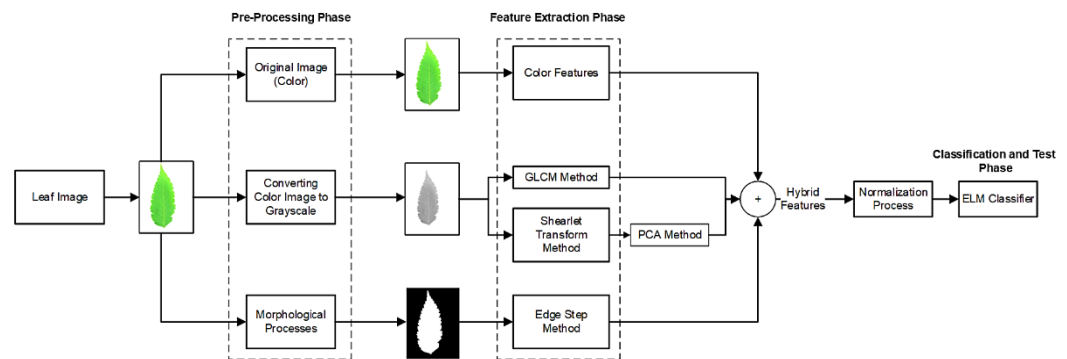 Pre-Processing Phase
Feature Extraction Phase
Original Image
(Color)
Color Features
Classification and Test
Phase
Leaf Image
Converting
Color Image to
Grayscale
GLCM Method
Shearlet
Transform
Method
PCA Method
+
Hybrid
Features
Normalization
Process
ELM Classifier
Morphological
Processes
Edge Step
Method